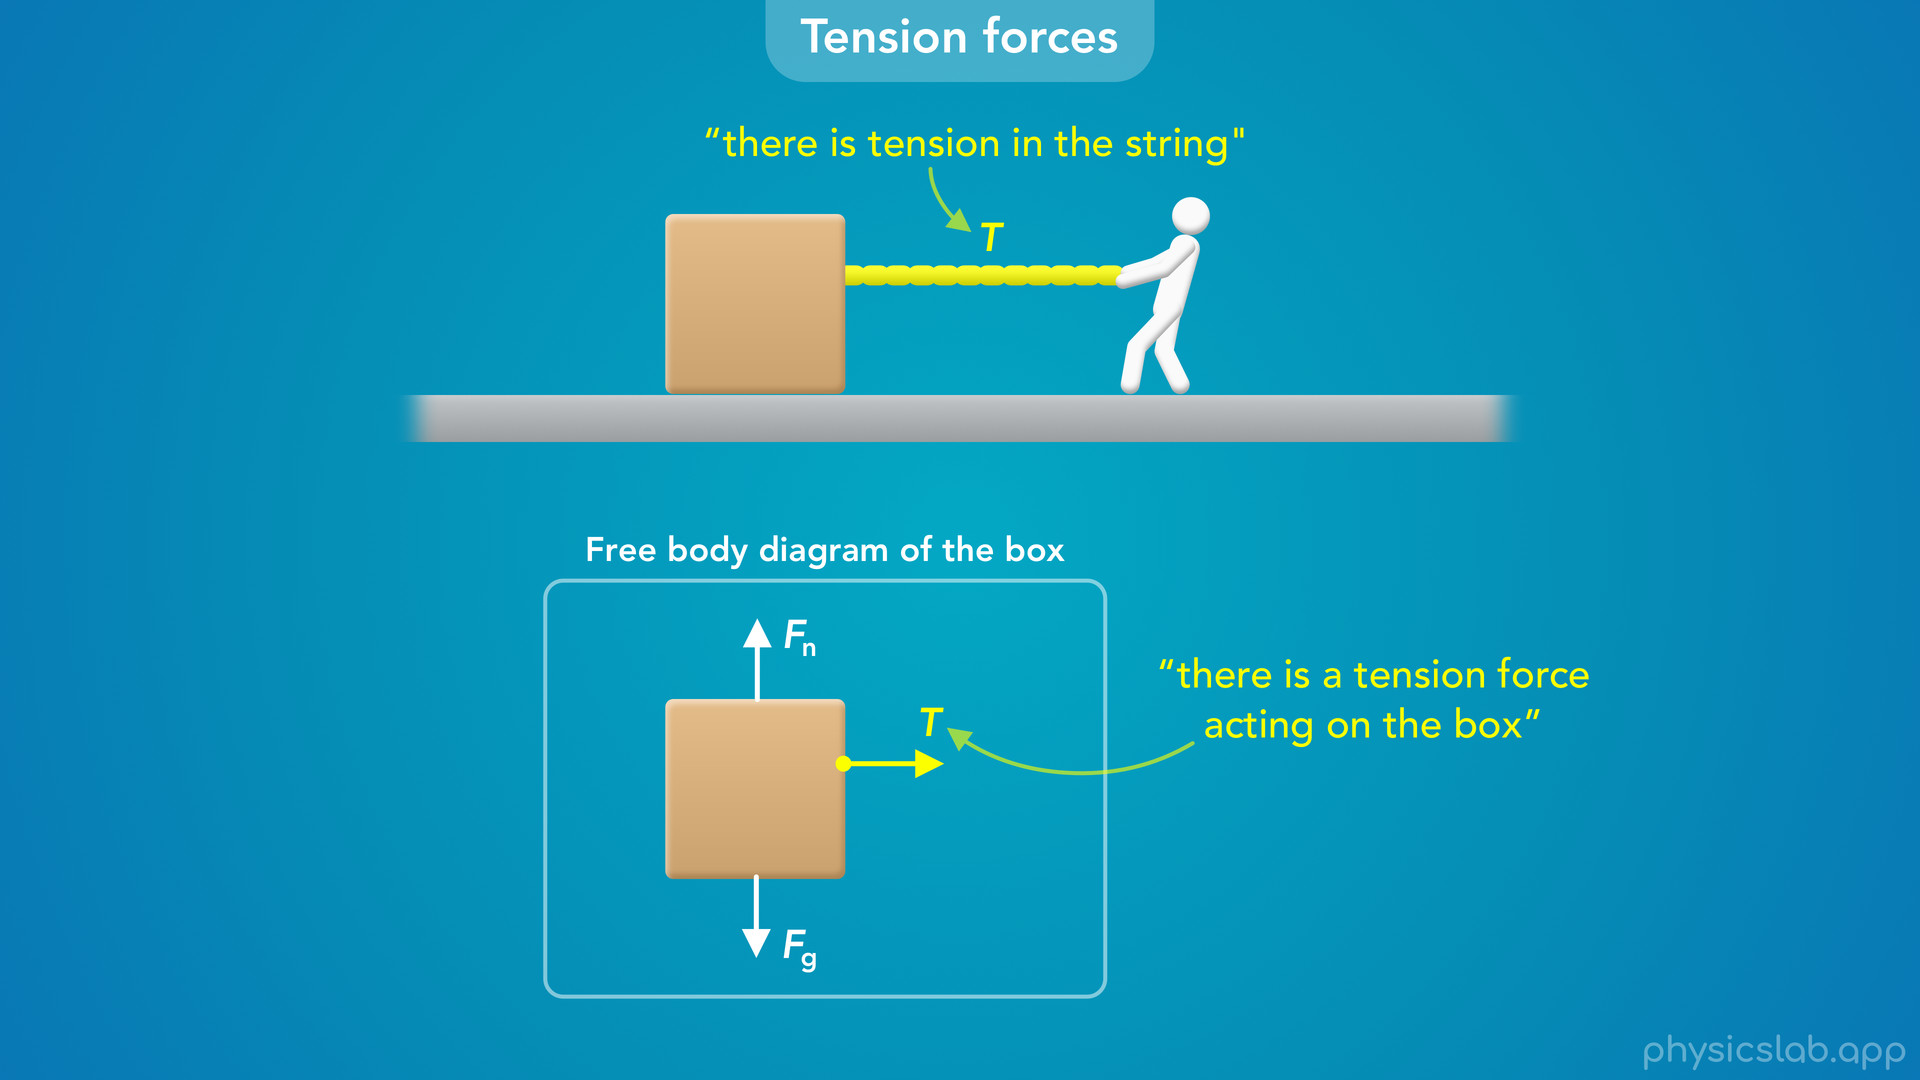 Tension forces
“there is tension in the string"
T
Free body diagram of the box
Fn
T
“there is a tension force
acting on the box”
Fg
physicslab.app